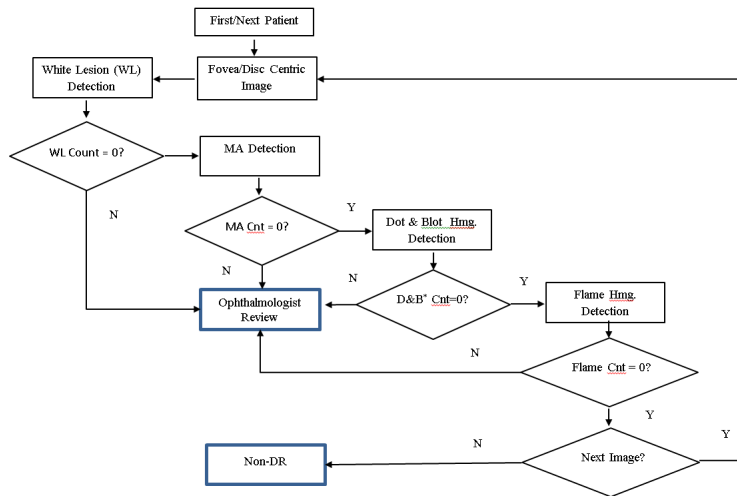 First/Next Patient
White Lesion (WL)
Detection
Fovea/Disc Centric
Image
WL Count = 0?
MA Detection
N
MA Cnt = 0?
Y
Dot & Blot Hmg.
Detection
N
N
Ophthalmologist
Review
D&B* Cnt=0?
Y
Flame Hmg.
Detection
N
Flame Cnt = 0?
Y
Y
N
Non-DR
Next Image?